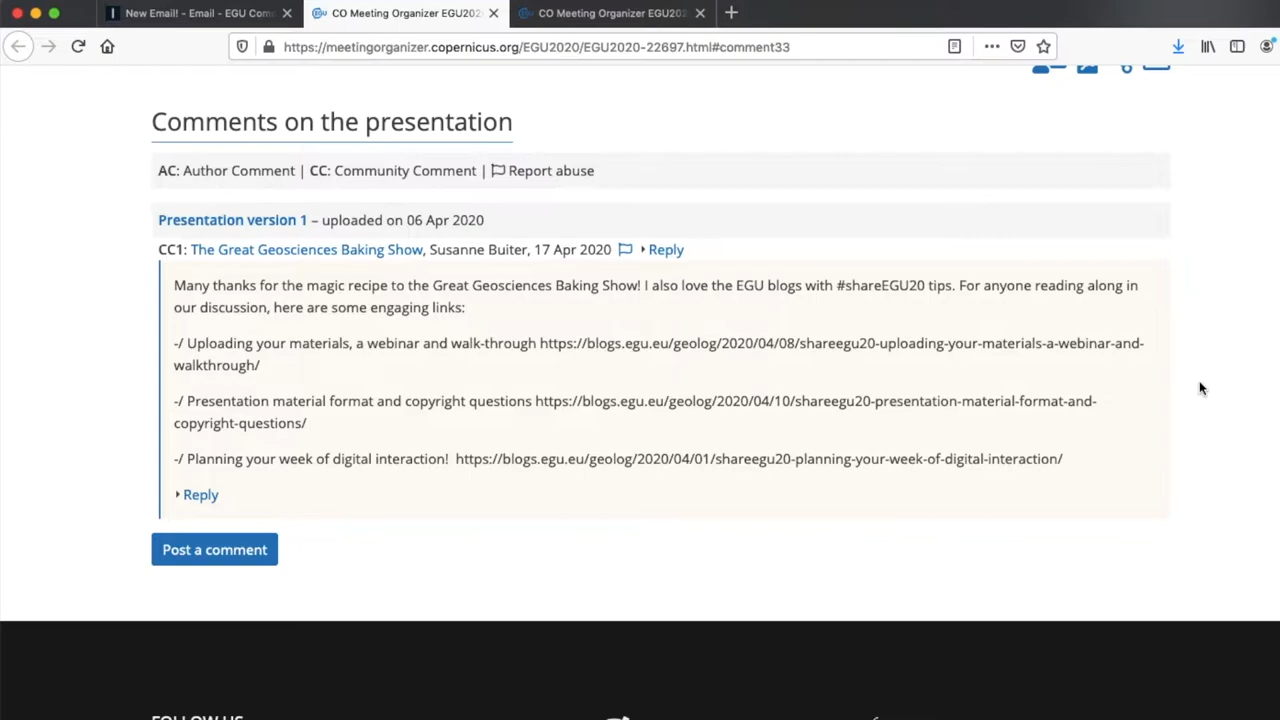 New Email! - Email - EGU Com
CO Meeting Organizer EGU202
CO Meeting Organizer EGU202
https://meetingorganizer.copernicus.org/EGU2020/EGU2020-22697.html#comment33
Comments on the presentation
AC: Author Comment | CC: Community Comment | Report abuse
Presentation version 1 – uploaded on 06 Apr 2020
CC1: The Great Geosciences Baking Show, Susanne Buiter, 17 Apr 2020 Reply
Many thanks for the magic recipe to the Great Geosciences Baking Show! I also love the EGU blogs with #shareEGU20 tips. For anyone reading along in
our discussion, here are some engaging links:
-/ Uploading your materials, a webinar and walk-through https://blogs.egu.eu/geolog/2020/04/08/shareegu20-uploading-your-materials-a-webinar-and-
walkthrough/
-/ Presentation material format and copyright questions https://blogs.egu.eu/geolog/2020/04/10/shareegu20-presentation-material-format-and-
copyright-questions/
-/ Planning your week of digital interaction! https://blogs.egu.eu/geolog/2020/04/01/shareegu20-planning-your-week-of-digital-interaction/
Reply
Post a comment
FOLLOW US